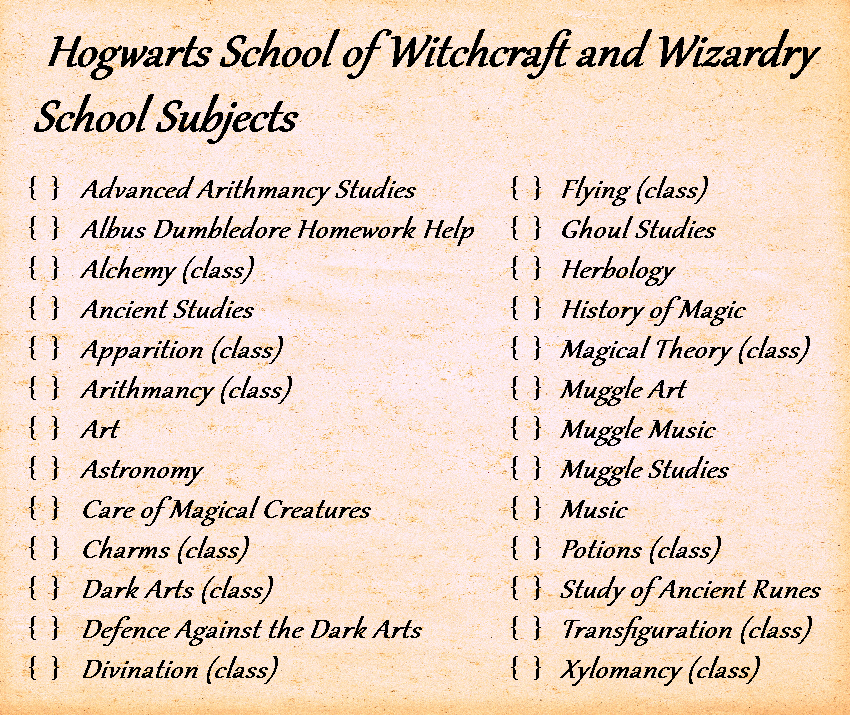 Hogwarts School of Witchcraft and Wizardry
School Subjects
{ } Advanced Arithmancy Studies
{ } Albus Dumbledore Homework Help
{ } Alchemy (class)
{ } Ancient Studies
{ } Apparition (class)
{ } Arithmancy (class)
{ } Art
{ } Astronomy
{ } Care of Magical Creatures
{ } Charms (class)
{ } Dark Arts (class)
{ } Defence Against the Dark Arts
{ } Divination (class)
{ } Flying (class)
{ } Ghoul Studies
{ } Herbology
{ } History of Magic
{ } Magical Theory (class)
{ } Muggle Art
{ } Muggle Music
{ } Muggle Studies
{ } Music
{ } Potions (class)
{ } Study of Ancient Runes
{ } Transfiguration (class)
{ } Xylomancy (class)